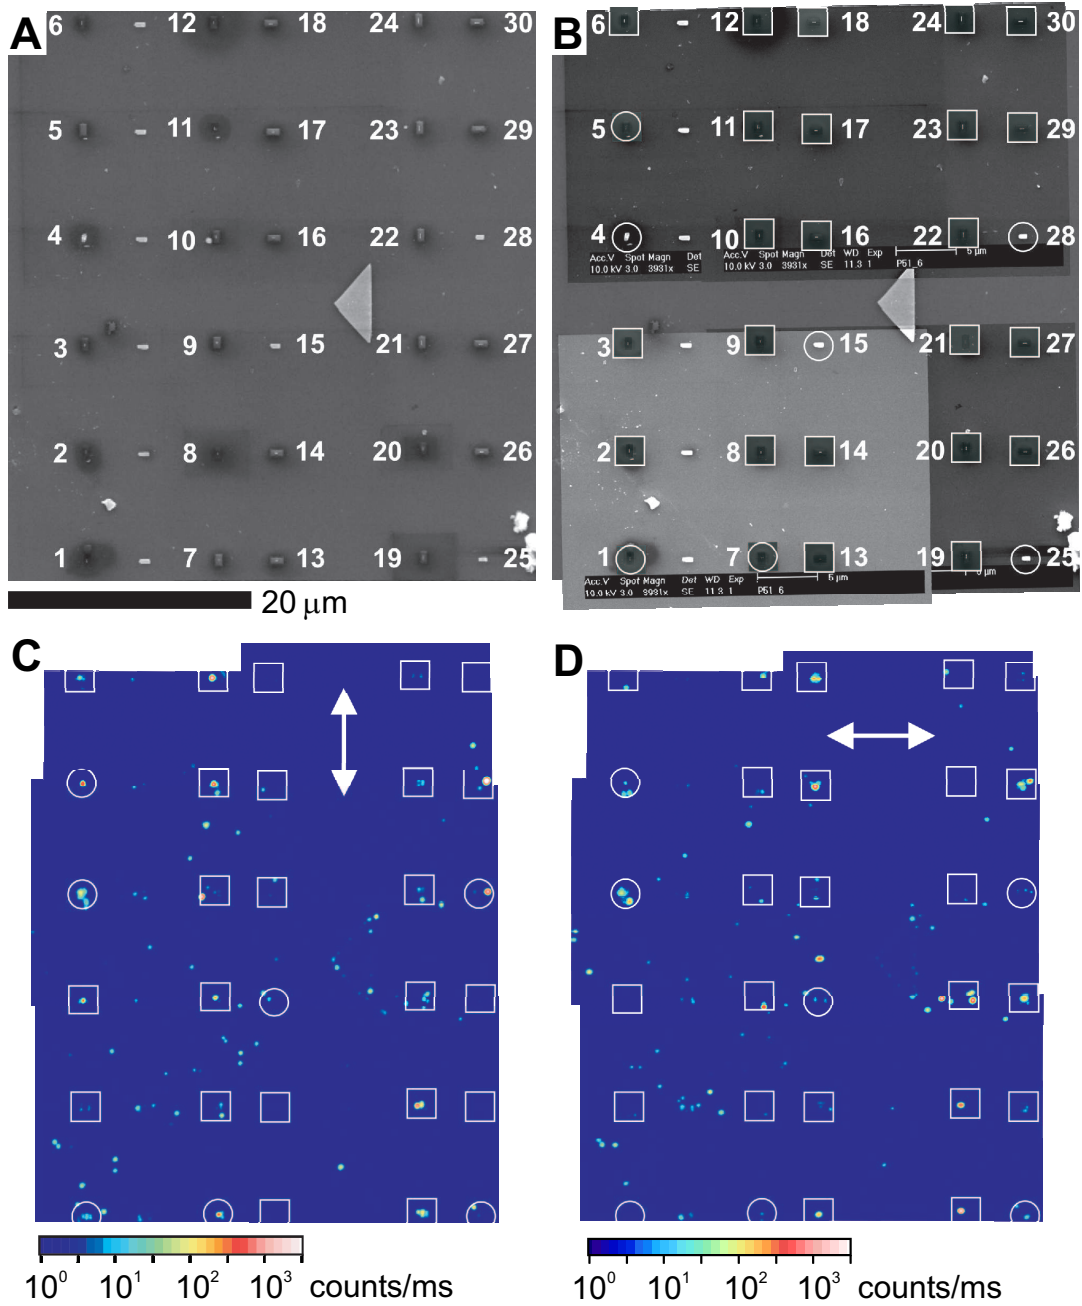 A
6 12 18 24 30
5 11 17 23 29
4 10 16 22 28
3 9 15 21 27
2 8 14 20 26
1 7 13 19 25
20 μm
B
6 12 18 24 30
5 11 17 23 29
4 10 16 22 28
Acc.V Spot Magn Det
10.0 kV 3.0 3931x SE
Acc.V Spot Magn Det WD Exp 5 μm
10.0 kV 3.0 3931x SE 11.3 1 P51_6
3 9 15 21 27
2 8 14 20 26
1 7 13 19 25
Acc.V Spot Magn Det WD Exp 5 μm
10.0 kV 3.0 3931x SE 11.3 1 P51_6
μm
C
10⁰ 10¹ 10² 10³ counts/ms
D
10⁰ 10¹ 10² 10³ counts/ms